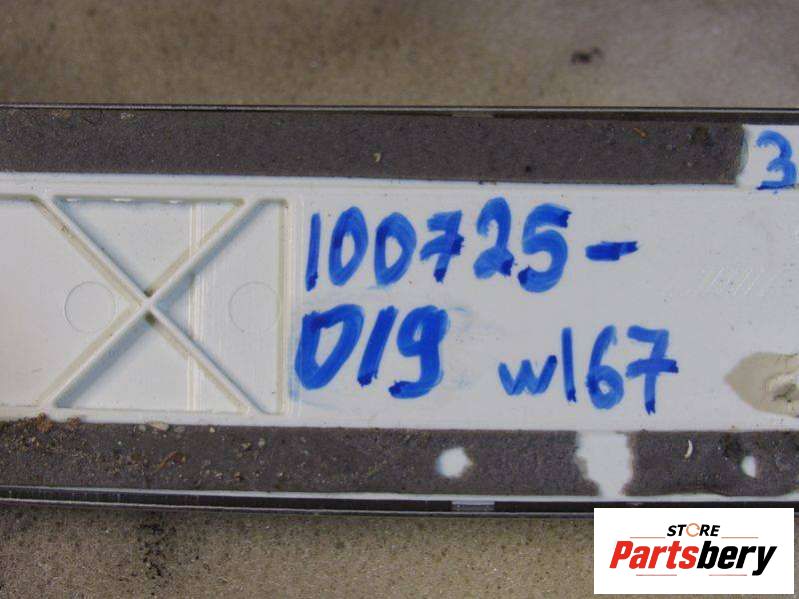 3
100725-
019 W167
STORE
Partsbery